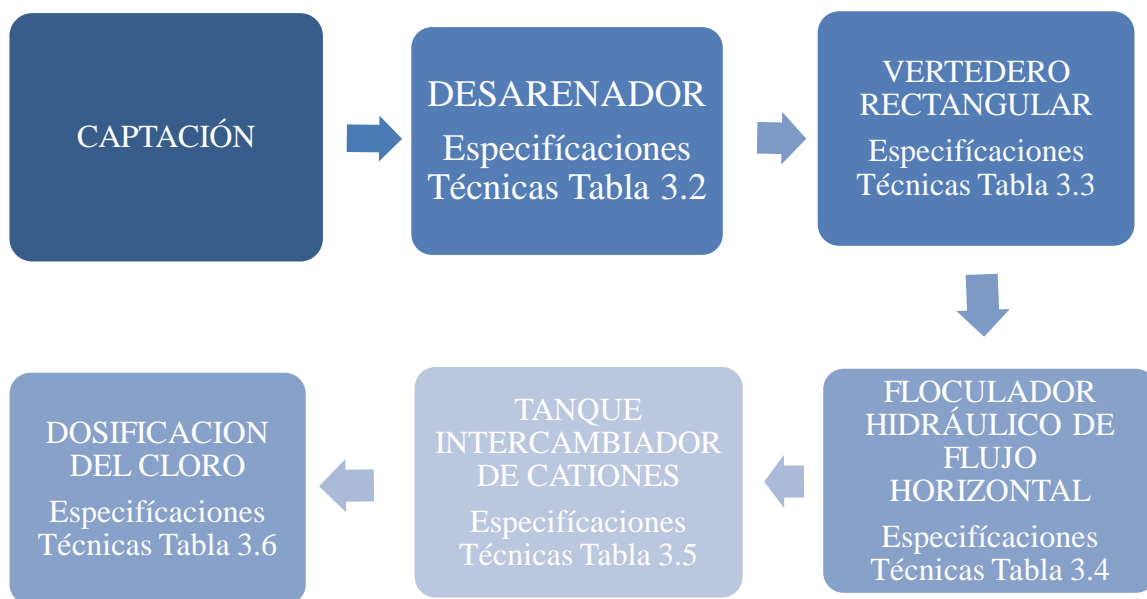 CAPTACIÓN
DESARENADOR
Especifícaciones
Técnicas Tabla 3.2
VERTEDERO
RECTANGULAR
Especifícaciones
Técnicas Tabla 3.3
FLOCULADOR
HIDRÁULICO DE
FLUJO
HORIZONTAL
Especifícaciones
Técnicas Tabla 3.4
TANQUE
INTERCAMBIADOR
DE CATIONES
Especifícaciones
Técnicas Tabla 3.5
DOSIFICACION
DEL CLORO
Especifícaciones
Técnicas Tabla 3.6